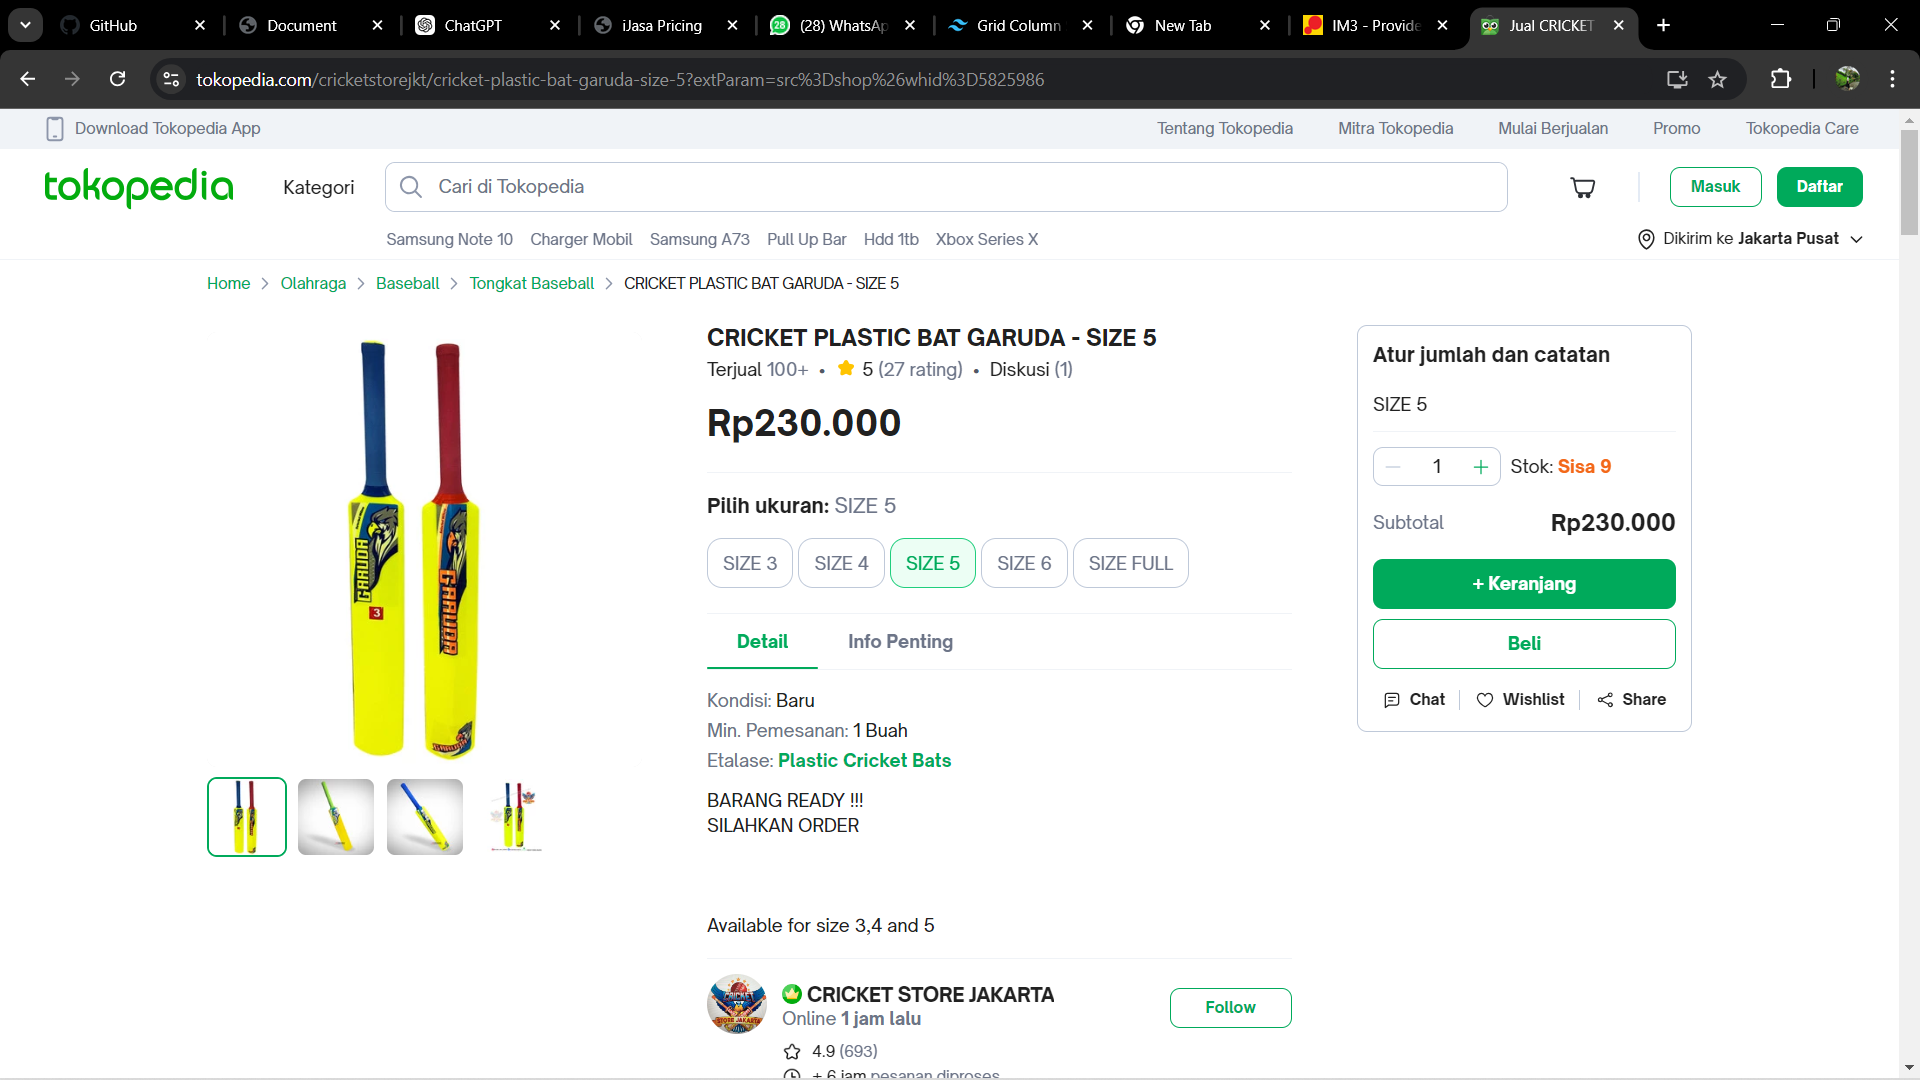 GitHub
Document
ChatGPT
iJasa Pricing
(28) WhatsAp
Grid Column
New Tab
IM3 - Provide
Jual CRICKET
tokopedia.com/cricketstorejkt/cricket-plastic-bat-garuda-size-5?extParam=src%3Dshop%26whid%3D5825986
Download Tokopedia App
Tentang Tokopedia
Mitra Tokopedia
Mulai Berjualan
Promo
Tokopedia Care
tokopedia
Kategori
Cari di Tokopedia
Masuk
Daftar
Samsung Note 10
Charger Mobil
Samsung A73
Pull Up Bar
Hdd 1tb
Xbox Series X
Dikirim ke Jakarta Pusat
Home
Olahraga
Baseball
Tongkat Baseball
CRICKET PLASTIC BAT GARUDA - SIZE 5
GARUDA
3
GARUDA
GARUDA
CRICKET PLASTIC BAT GARUDA - SIZE 5
Terjual 100+ • 5 (27 rating) • Diskusi (1)
Rp230.000
Pilih ukuran: SIZE 5
SIZE 3
SIZE 4
SIZE 5
SIZE 6
SIZE FULL
Detail
Info Penting
Kondisi: Baru
Min. Pemesanan: 1 Buah
Etalase: Plastic Cricket Bats
BARANG READY !!!
SILAHKAN ORDER
Available for size 3,4 and 5
CRICKET
STORE JAKARTA
CRICKET STORE JAKARTA
Online 1 jam lalu
Follow
4.9 (693)
± 6 jam pesanan diproses
Atur jumlah dan catatan
SIZE 5
1
Stok: Sisa 9
Subtotal
Rp230.000
+ Keranjang
Beli
Chat
Wishlist
Share